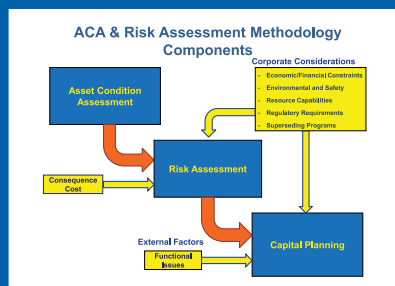 ACA & Risk Assessment Methodology
Components
Corporate Considerations
- Economic/Financial Constraints
- Environmental and Safety
- Resource Capabilities
- Regulatory Requirements
- Superseding Programs
Asset Condition
Assessment
Risk Assessment
Consequence
Cost
External Factors
Functional
Issues
Capital Planning